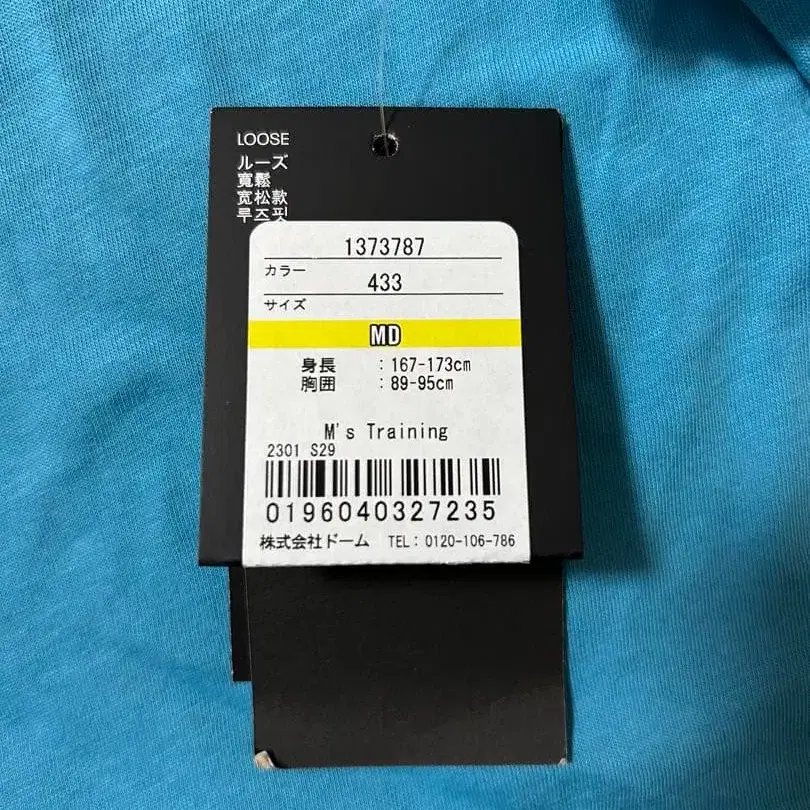 LOOSE
ルーズ
寬鬆
宽松款
루즈핏
1373787
カラー
433
サイズ
MD
身長 : 167-173cm
胸囲 : 89-95cm
M's Training
2301 S29
0196040327235
株式会社ドーム TEL: 0120-106-786